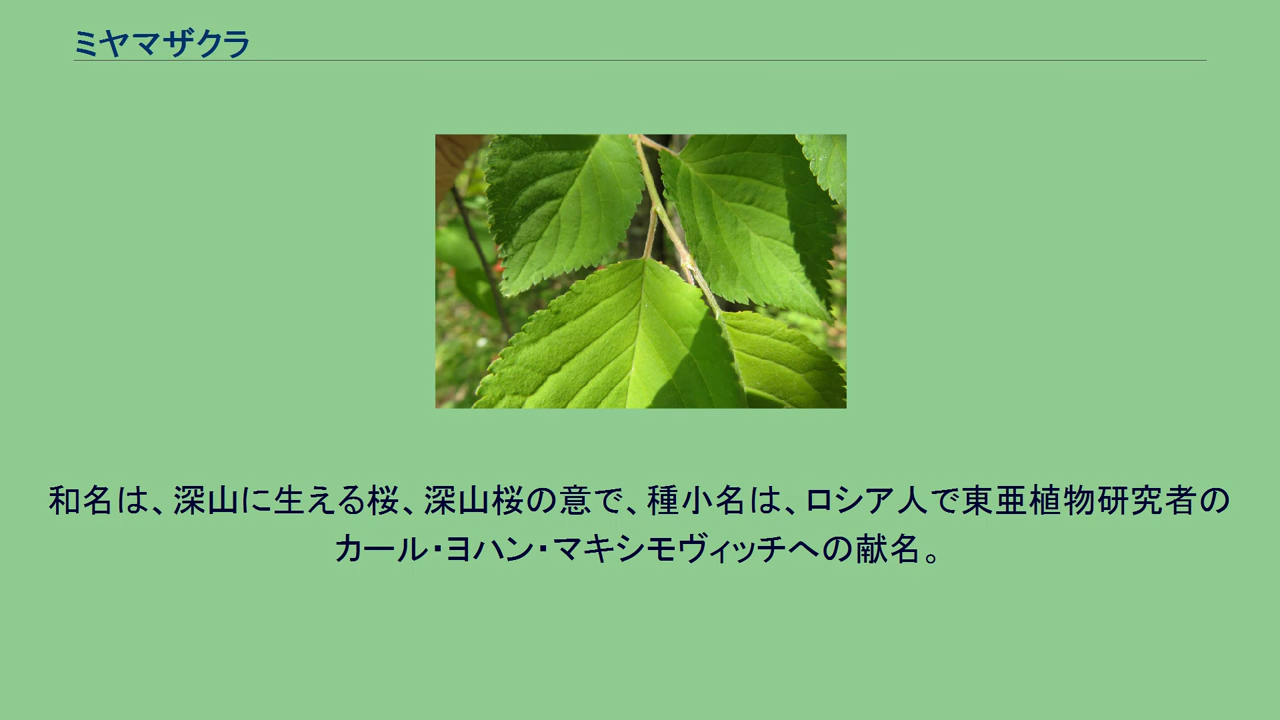 ミヤマザクラ
和名は、深山に生える桜、深山桜の意で、種小名は、ロシア人で東亜植物研究者の
カール・ヨハン・マキシモヴィッチへの献名。